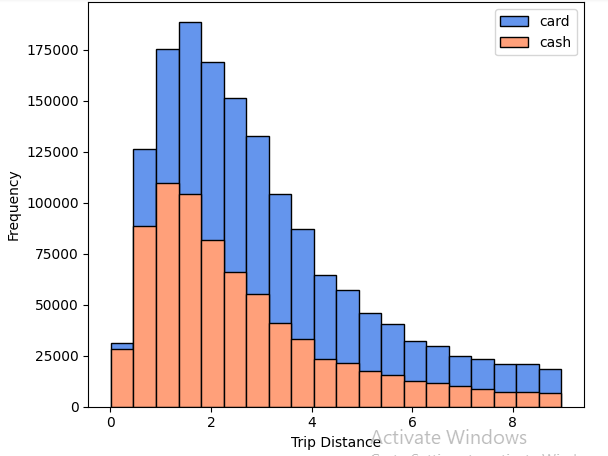 card
cash
175000
150000
125000
100000
75000
50000
25000
0
Frequency
0 2 4 6 8
Trip Distance
Activate Windows